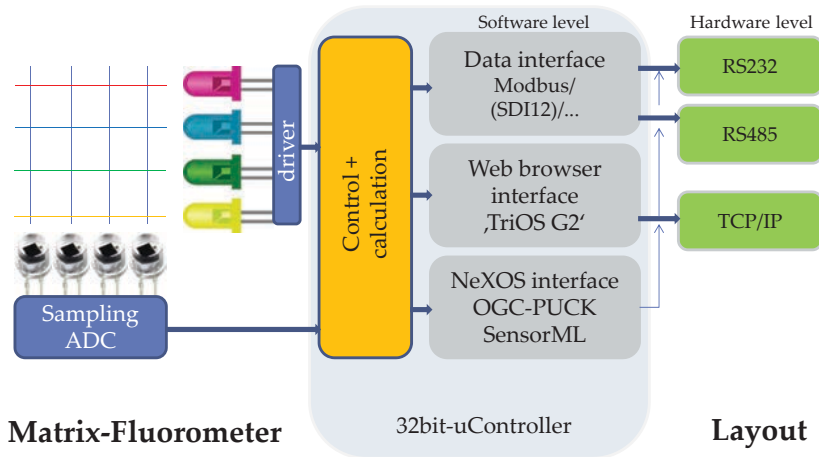 Software level
Hardware level
Data interface
Modbus/
(SDI12)/...
RS232
RS485
driver
Control +
calculation
Web browser
interface
‚TriOS G2‘
TCP/IP
NeXOS interface
OGC-PUCK
SensorML
Sampling
ADC
Matrix-Fluorometer
32bit-uController
Layout